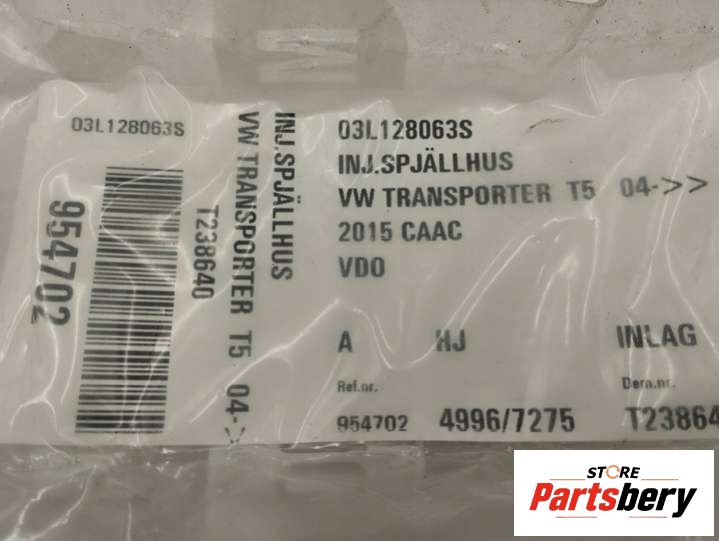 03L128063S
954702
INJ.SPJÄLLHUS
VW TRANSPORTER T5 04->
T238640
03L128063S
INJ.SPJÄLLHUS
VW TRANSPORTER T5 04->>
2015 CAAC
VDO
A HJ INLAG
Ref.nr. Dem.nr.
954702 4996/7275 T23864
STORE
Partsbery